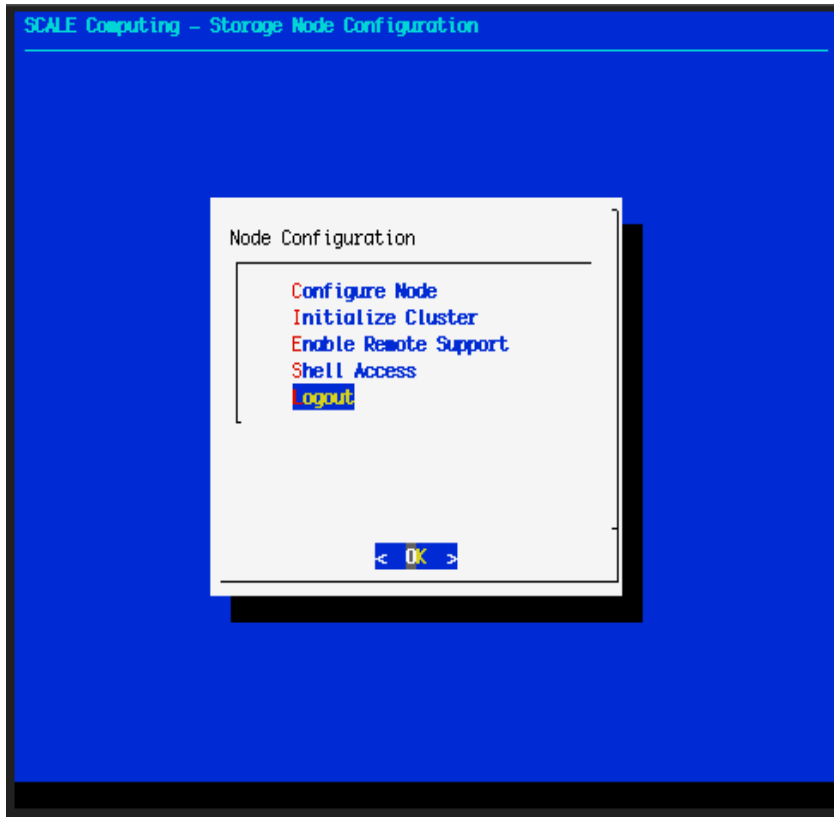 SCALE Computing - Storage Node Configuration
Node Configuration
Configure Node
Initialize Cluster
Enable Remote Support
Shell Access
Logout
< OK >